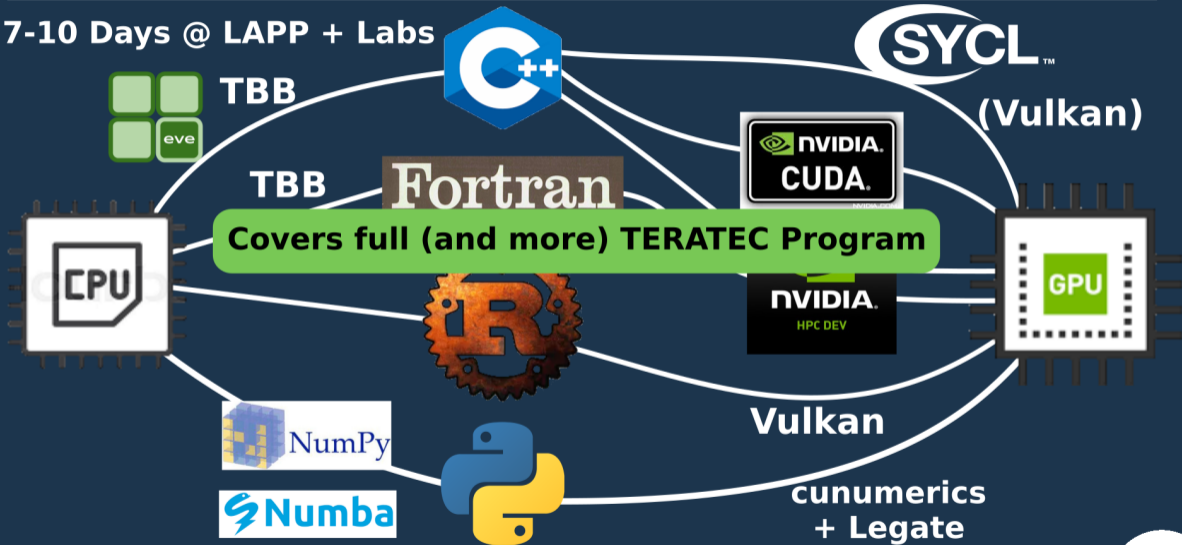 7-10 Days @ LAPP + Labs
C++
SYCL™
TBB
eve
(Vulkan)
NVIDIA.
CUDA.
TBB
Fortran
Covers full (and more) TERATEC Program
CPU
GPU
R
NVIDIA.
HPC DEV
Vulkan
NumPy
cunumerics
Numba
+ Legate